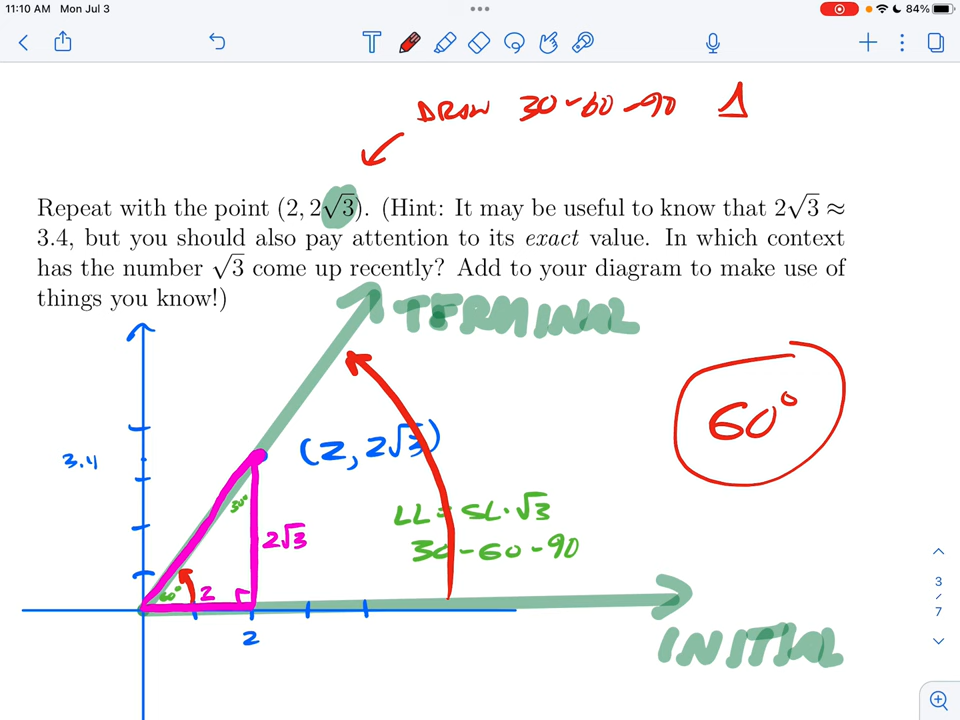 11:10 AM Mon Jul 3
84%
DRAW 30-60-90 Δ
Repeat with the point (2, 2√3). (Hint: It may be useful to know that 2√3 ≈
3.4, but you should also pay attention to its exact value. In which context
has the number √3 come up recently? Add to your diagram to make use of
things you know!)
TERMINAL
60°
(2, 2√3)
3.4
30°
LL = SL·√3
2√3
30-60-90
60°
2
2
INITIAL
3
/
7